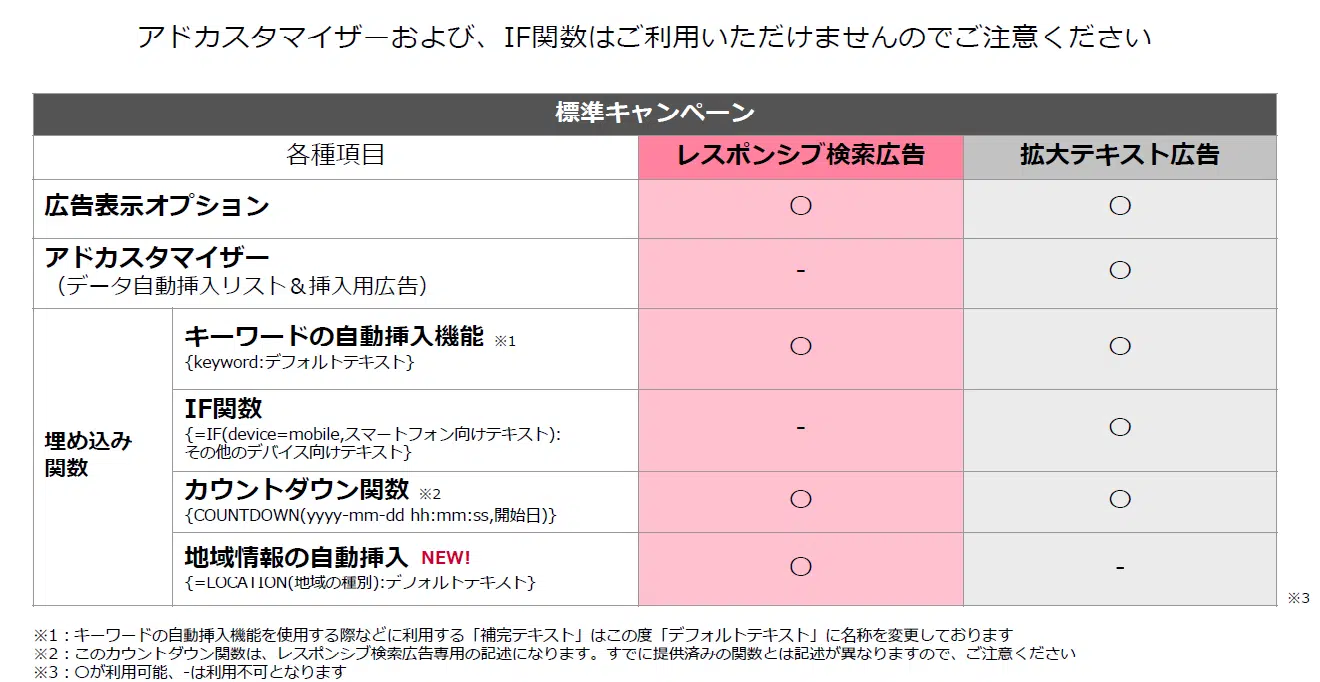 アドカスタマイザーおよび、IF関数はご利用いただけませんのでご注意ください
標準キャンペーン
各種項目 レスポンシブ検索広告 拡大テキスト広告
広告表示オプション 〇 〇
アドカスタマイザー
（データ自動挿入リスト＆挿入用広告） - 〇
埋め込み
関数
キーワードの自動挿入機能 ※1
{keyword:デフォルトテキスト} 〇 〇
IF関数
{=IF(device=mobile,スマートフォン向けテキスト):
その他のデバイス向けテキスト} - 〇
カウントダウン関数 ※2
{COUNTDOWN(yyyy-mm-dd hh:mm:ss,開始日)} 〇 〇
地域情報の自動挿入 NEW!
{=LOCATION(地域の種別):デフォルトテキスト} 〇 -
※3
※1：キーワードの自動挿入機能を使用する際などに利用する「補完テキスト」はこの度「デフォルトテキスト」に名称を変更しております
※2：このカウントダウン関数は、レスポンシブ検索広告専用の記述になります。すでに提供済みの関数とは記述が異なりますので、ご注意ください
※3：〇が利用可能、-は利用不可となります